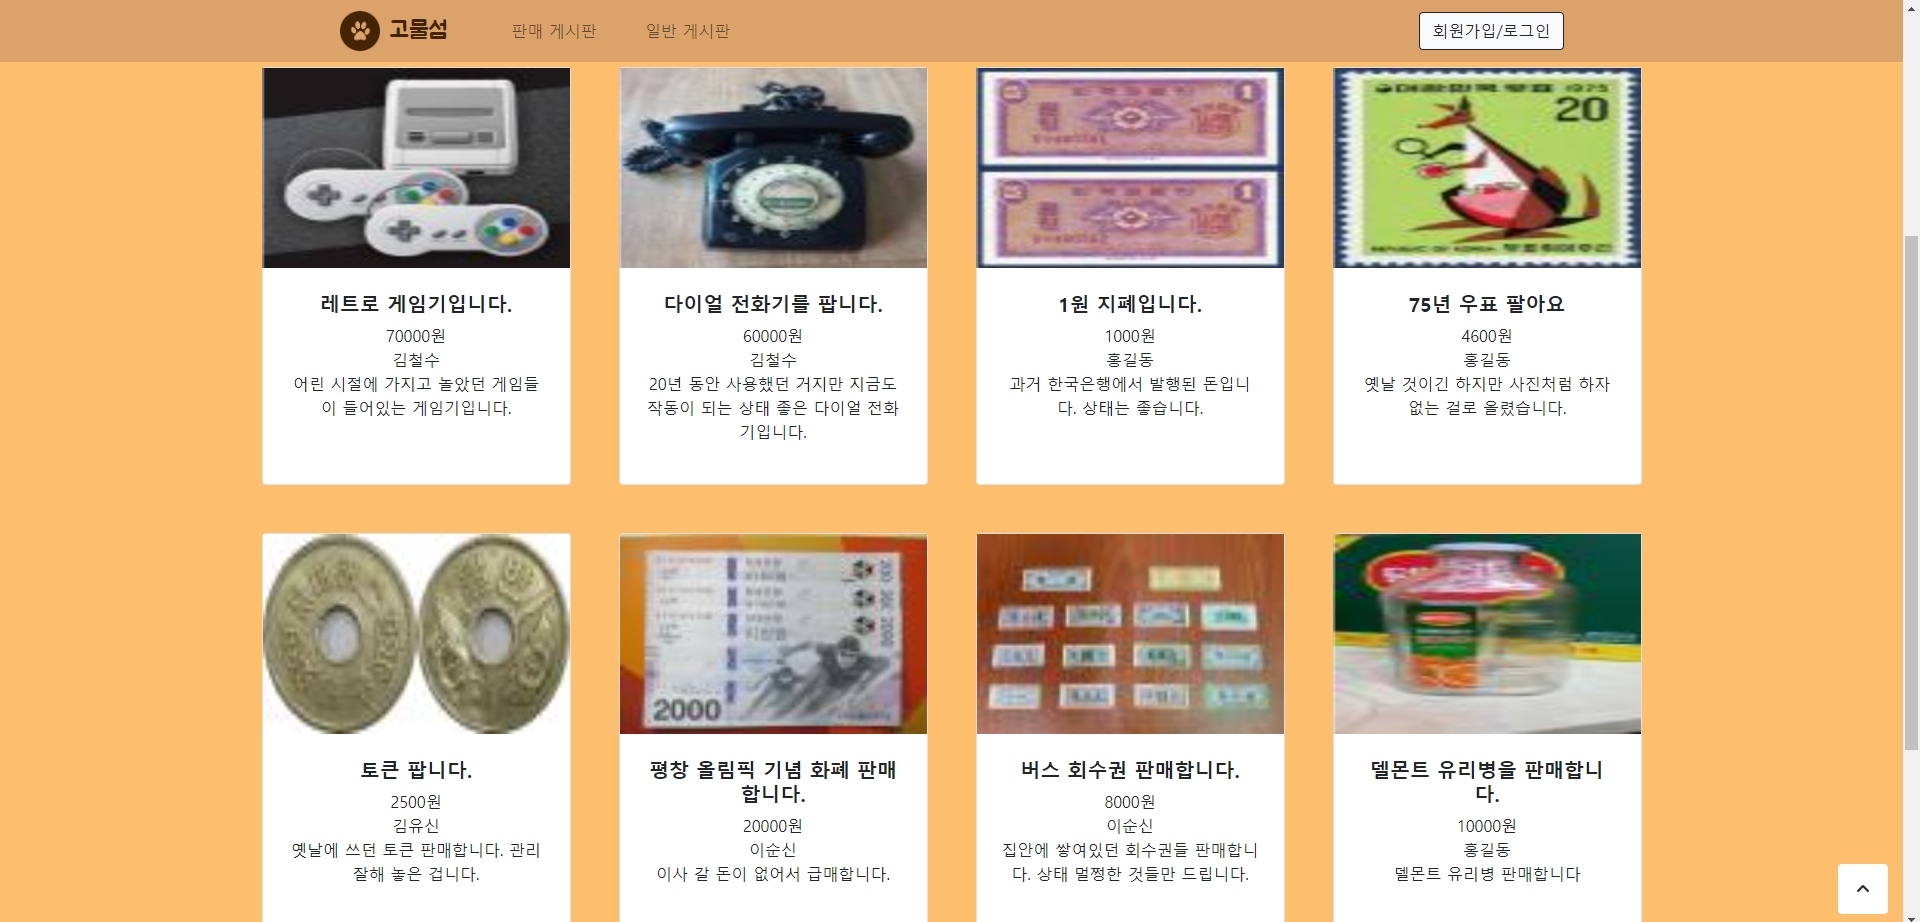 고물섬
판매 게시판
일반 게시판
회원가입/로그인
1
1
대한민국 우표 1975
20
REPUBLIC OF KOREA
레트로 게임기입니다.
70000원
김철수
어린 시절에 가지고 놀았던 게임들
이 들어있는 게임기입니다.
다이얼 전화기를 팝니다.
60000원
김철수
20년 동안 사용했던 거지만 지금도
작동이 되는 상태 좋은 다이얼 전화
기입니다.
1원 지폐입니다.
1000원
홍길동
과거 한국은행에서 발행된 돈입니
다. 상태는 좋습니다.
75년 우표 팔아요
4600원
홍길동
옛날 것이긴 하지만 사진처럼 하자
없는 걸로 올렸습니다.
2000
토큰 팝니다.
2500원
김유신
옛날에 쓰던 토큰 판매합니다. 관리
잘해 놓은 겁니다.
평창 올림픽 기념 화폐 판매
합니다.
20000원
이순신
이사 갈 돈이 없어서 급매합니다.
버스 회수권 판매합니다.
8000원
이순신
집안에 쌓여있던 회수권들 판매합니
다. 상태 멀쩡한 것들만 드립니다.
델몬트 유리병을 판매합니
다.
10000원
홍길동
델몬트 유리병 판매합니다